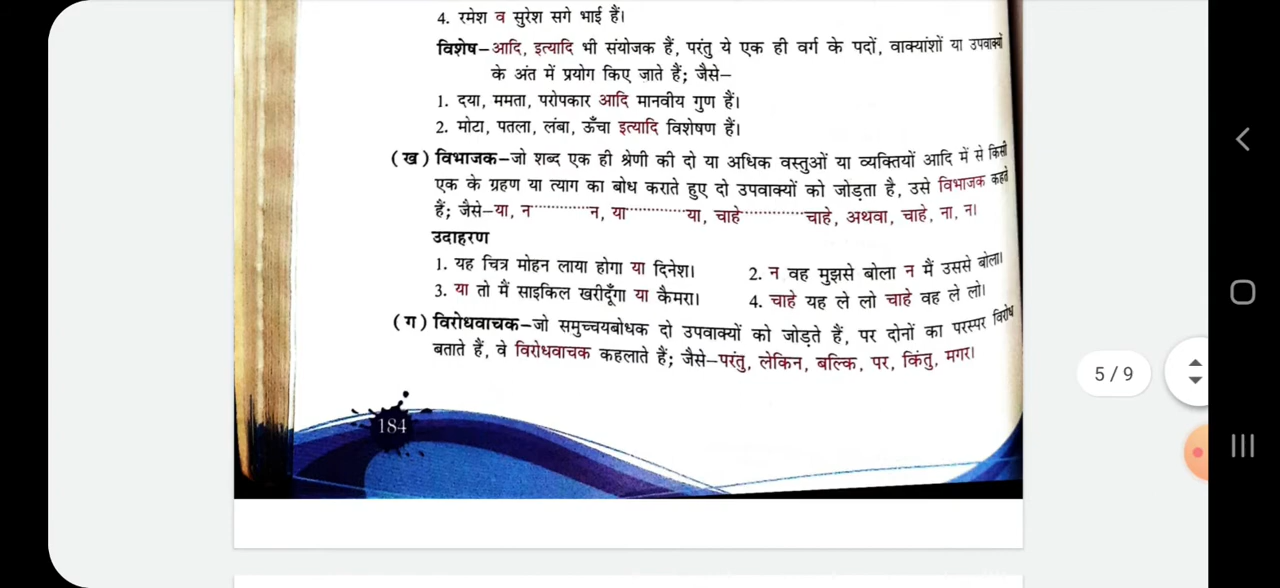 4. रमेश व सुरेश सगे भाई हैं।
विशेष–आदि, इत्यादि भी संयोजक हैं, परंतु ये एक ही वर्ग के पदों, वाक्यांशों या उपवाक्यों
के अंत में प्रयोग किए जाते हैं; जैसे–
1. दया, ममता, परोपकार आदि मानवीय गुण हैं।
2. मोटा, पतला, लंबा, ऊँचा इत्यादि विशेषण हैं।
(ख) विभाजक–जो शब्द एक ही श्रेणी की दो या अधिक वस्तुओं या व्यक्तियों आदि में से किसी
एक के ग्रहण या त्याग का बोध कराते हुए दो उपवाक्यों को जोड़ता है, उसे विभाजक कहते
हैं; जैसे–या, न............न, या............या, चाहे............चाहे, अथवा, चाहे, ना, न।
उदाहरण
1. यह चित्र मोहन लाया होगा या दिनेश। 2. न वह मुझसे बोला न मैं उससे बोला।
3. या तो मैं साइकिल खरीदूँगा या कैमरा। 4. चाहे यह ले लो चाहे वह ले लो।
(ग) विरोधवाचक–जो समुच्चयबोधक दो उपवाक्यों को जोड़ते हैं, पर दोनों का परस्पर विरोध
बताते हैं, वे विरोधवाचक कहलाते हैं; जैसे–परंतु, लेकिन, बल्कि, पर, किंतु, मगर।
5 / 9
184